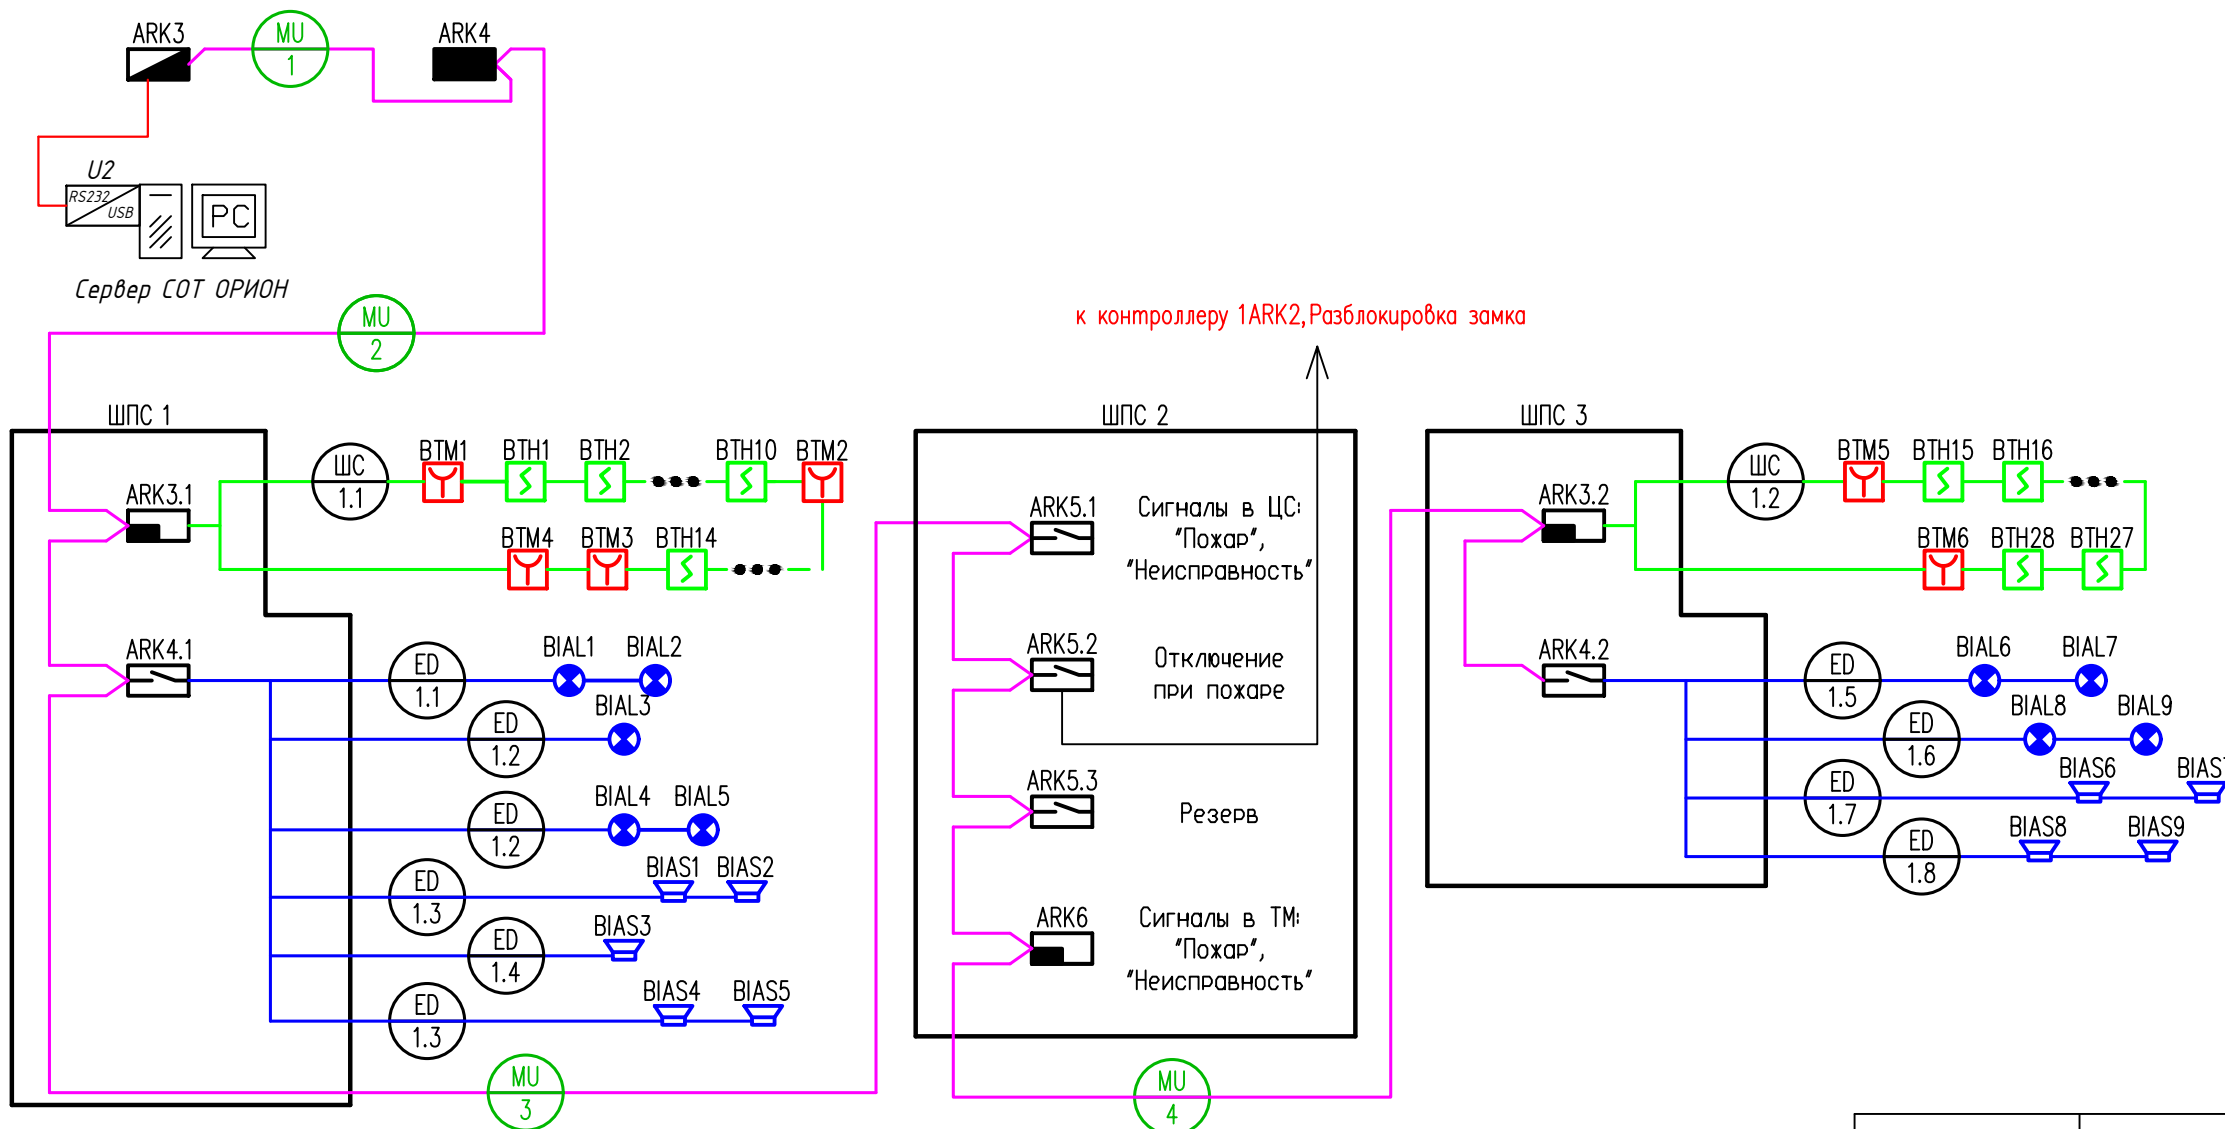 ARK3
MU
1
ARK4
U2
RS232
USB
PC
Сервер СОТ ОРИОН
MU
2
к контроллеру 1ARK2, Разблокировка замка
ШПС 1
ШС
1.1
BTM1
BTH1
BTH2
BTH10
BTM2
ARK3.1
BTM4
BTM3
BTH14
ARK4.1
ED
1.1
BIAL1
BIAL2
ED
1.2
BIAL3
ED
1.2
BIAL4
BIAL5
ED
1.3
BIAS1
BIAS2
ED
1.4
BIAS3
ED
1.3
BIAS4
BIAS5
MU
3
ШПС 2
ARK5.1
Сигналы в ЦС:
"Пожар",
"Неисправность"
ARK5.2
Отключение
при пожаре
ARK5.3
Резерв
ARK6
Сигналы в ТМ:
"Пожар",
"Неисправность"
MU
4
ШПС 3
ШС
1.2
BTM5
BTH15
BTH16
ARK3.2
BTM6
BTH28
BTH27
ARK4.2
ED
1.5
BIAL6
BIAL7
ED
1.6
BIAL8
BIAL9
ED
1.7
BIAS6
ED
1.8
BIAS8
BIAS9